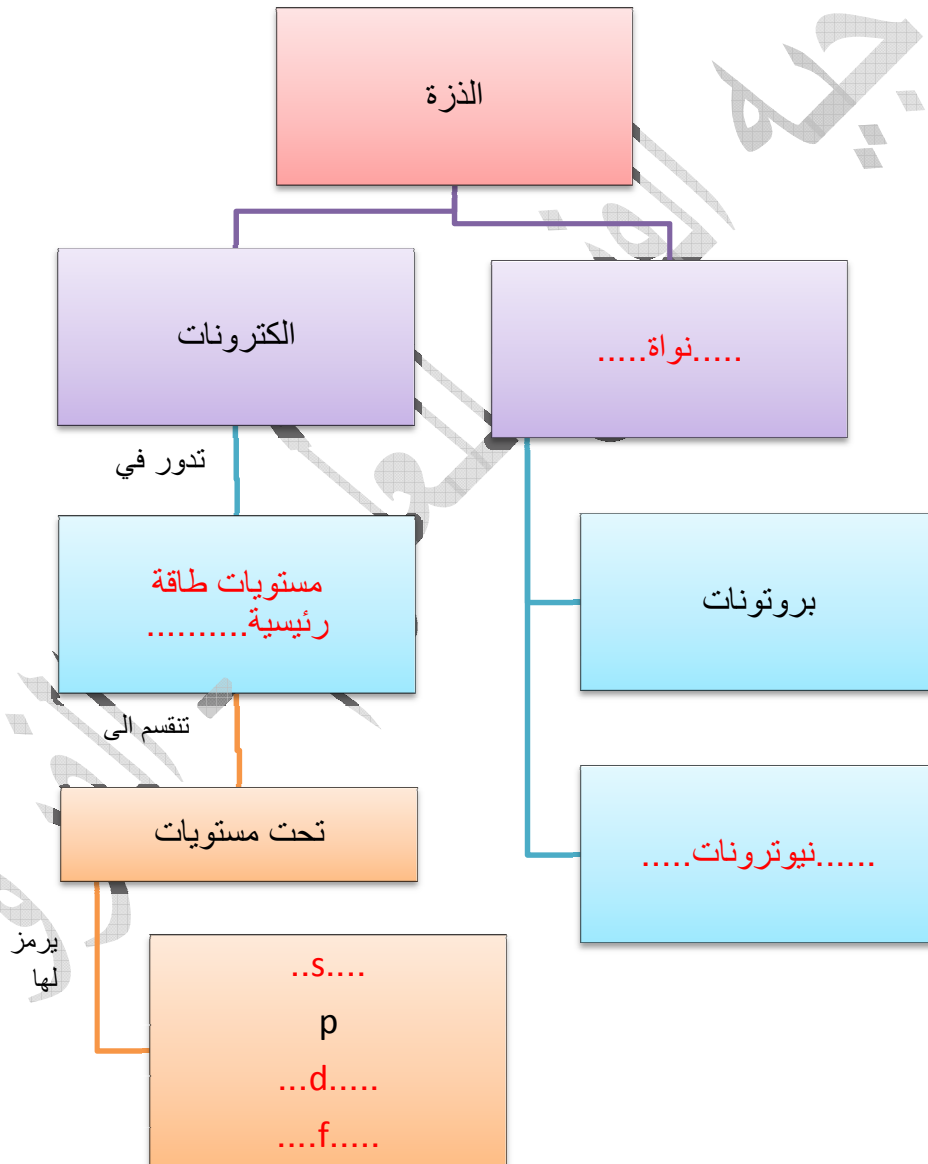 الذزة
الكترونات
.....نواة.....
تدور في
مستويات طاقة
رئيسية..........
بروتونات
تنقسم الى
تحت مستويات
......نيوترونات.....
يرمز
لها
..s....
p
...d.....
....f.....